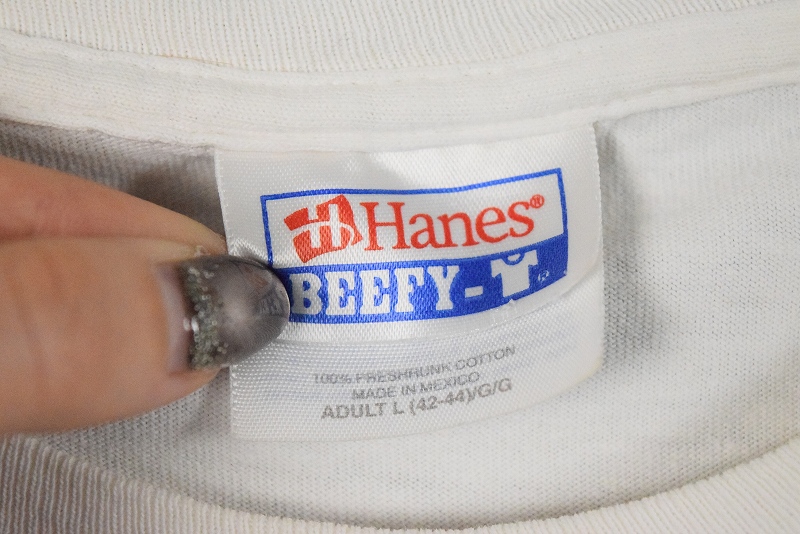 Hanes®
BEEFY-T
100% PRESHRUNK COTTON
MADE IN MEXICO
ADULT L (42-44)/G/G